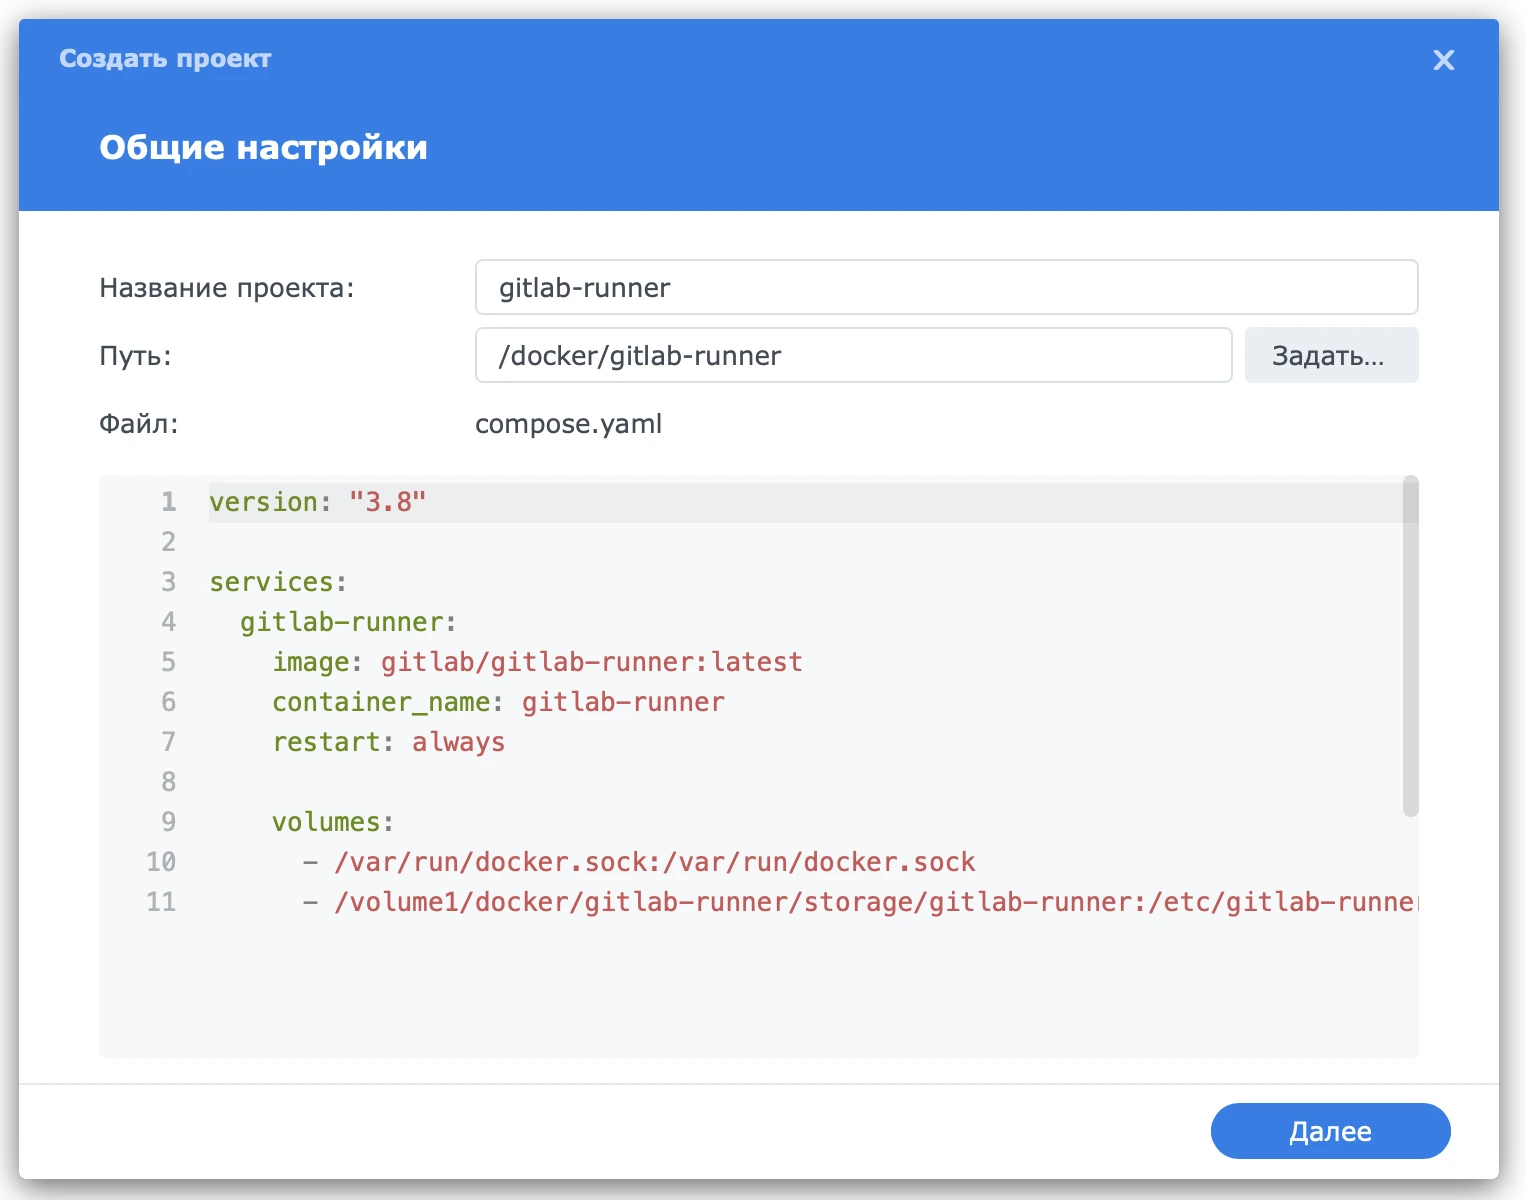 Создать проект
Общие настройки
Название проекта: gitlab-runner
Путь: /docker/gitlab-runner Задать...
Файл: compose.yaml
1 version: "3.8"
2
3 services:
4   gitlab-runner:
5     image: gitlab/gitlab-runner:latest
6     container_name: gitlab-runner
7     restart: always
8
9     volumes:
10       - /var/run/docker.sock:/var/run/docker.sock
11       - /volume1/docker/gitlab-runner/storage/gitlab-runner:/etc/gitlab-runner
Далее